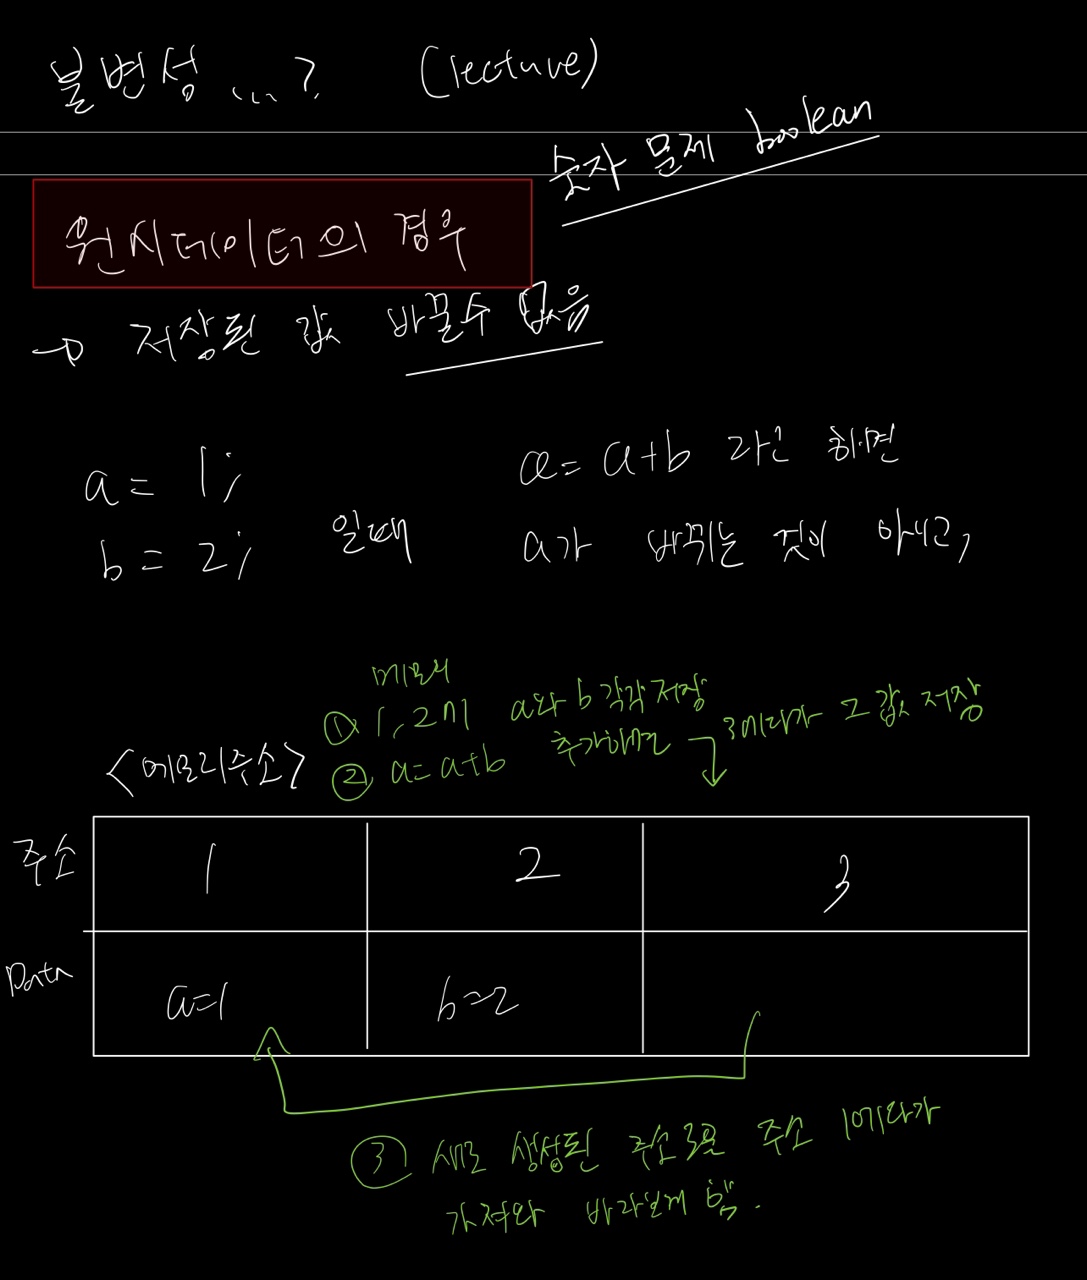 불변성 ...? (lecture)
숫자 문제 boolean
원시데이터의 경우
→ 저장된 값 바꿀수 없음
a = 1; a = a+b 라고 하면
b = 2; 일때 a가 바뀌는 것이 아니고,
메모리
① 1, 2에 a와 b 각각 저장
② a = a+b 추가하면 3에다가 그 값 저장
<메모리주소>
주소 1 2 3
Data a=1 b=2
③ 새로 생성된 주소 3을 주소 1에다가
가져와 바라보게 함.